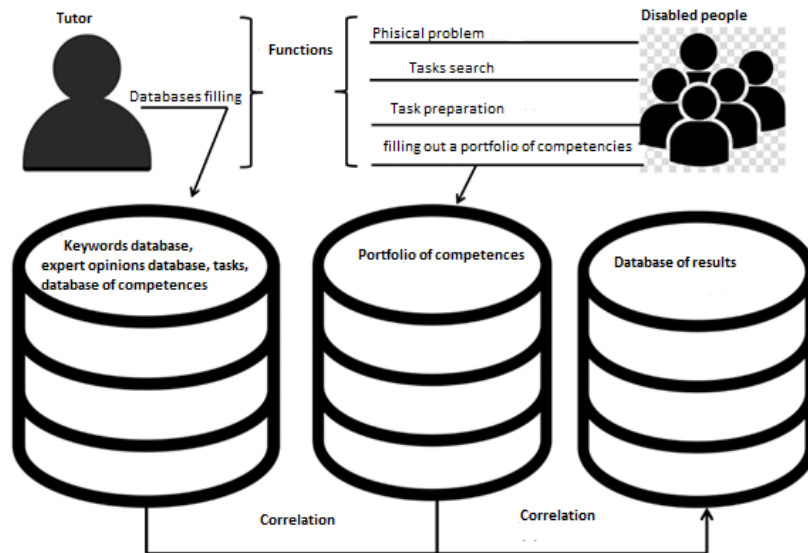 Tutor
Disabled people
Functions
Phisical problem
Tasks search
Databases filling
Task preparation
filling out a portfolio of competencies
Keywords database,
expert opinions database, tasks,
database of competences
Portfolio of competences
Database of results
Correlation
Correlation